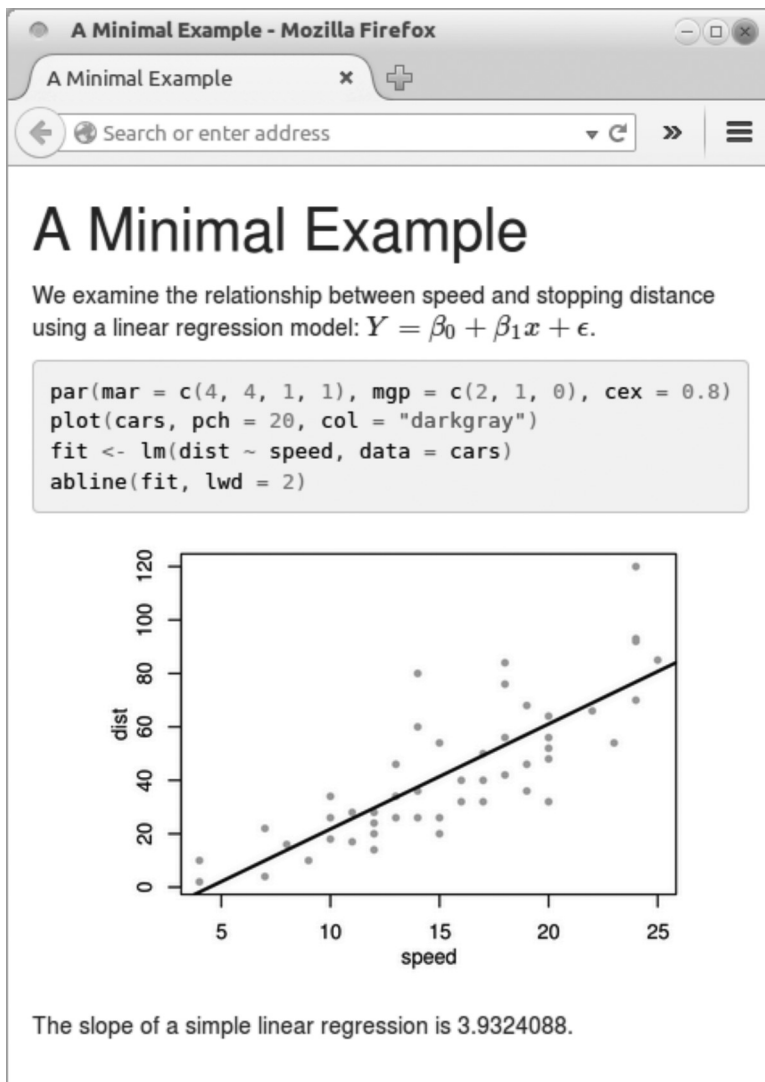 A Minimal Example - Mozilla Firefox
A Minimal Example
Search or enter address
A Minimal Example
We examine the relationship between speed and stopping distance
using a linear regression model: Y = β₀ + β₁x + ϵ.
par(mar = c(4, 4, 1, 1), mgp = c(2, 1, 0), cex = 0.8)
plot(cars, pch = 20, col = "darkgray")
fit <- lm(dist ~ speed, data = cars)
abline(fit, lwd = 2)
120
100
80
60
40
20
0
dist
5 10 15 20 25
speed
The slope of a simple linear regression is 3.9324088.